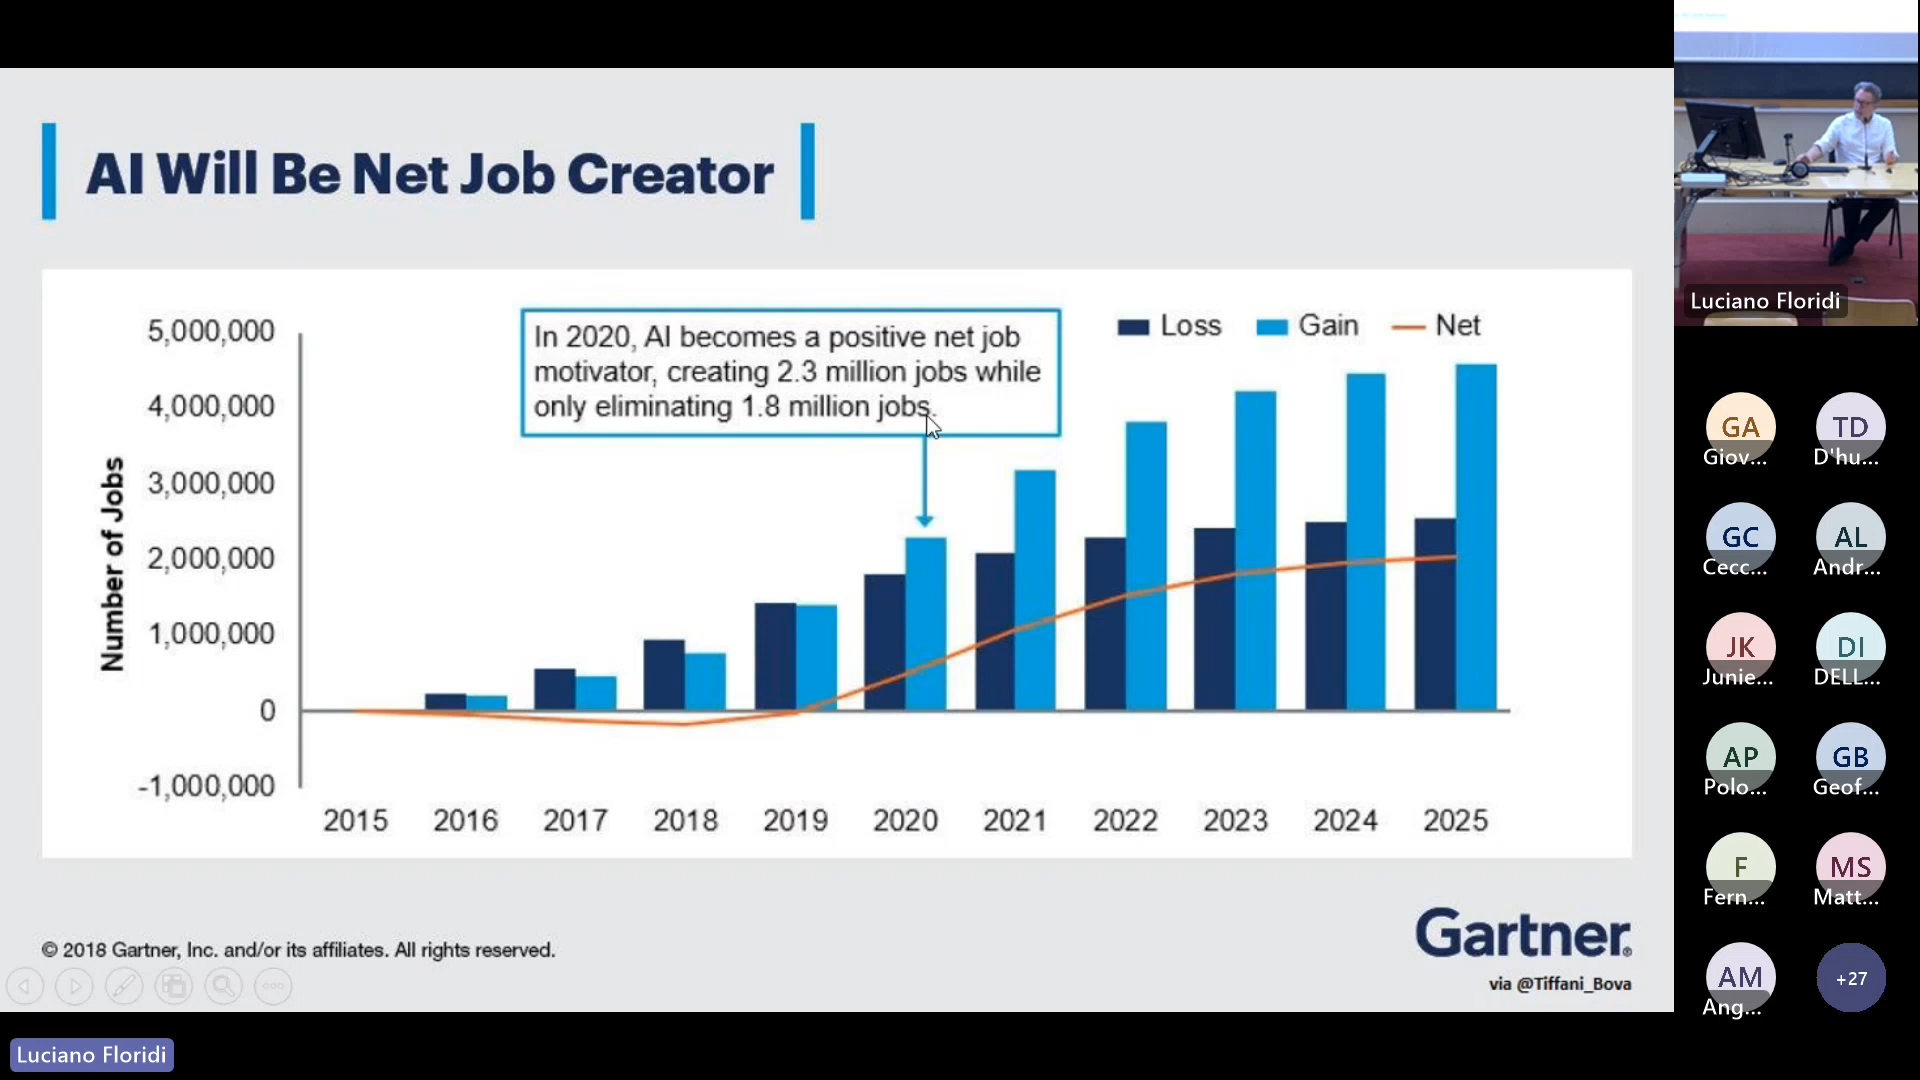 AI Will Be Net Job Creator
In 2020, AI becomes a positive net job
motivator, creating 2.3 million jobs while
only eliminating 1.8 million jobs.
Loss
Gain
Net
Number of Jobs
5,000,000
4,000,000
3,000,000
2,000,000
1,000,000
0
-1,000,000
2015
2016
2017
2018
2019
2020
2021
2022
2023
2024
2025
© 2018 Gartner, Inc. and/or its affiliates. All rights reserved.
Gartner®
via @Tiffani_Bova
Luciano Floridi
Luciano Floridi
GA
Giov...
TD
D'hu...
GC
Cecc...
AL
Andr...
JK
Junie...
DI
DELL...
AP
Polo...
GB
Geof...
F
Fern...
MS
Matt...
AM
Ang...
+27